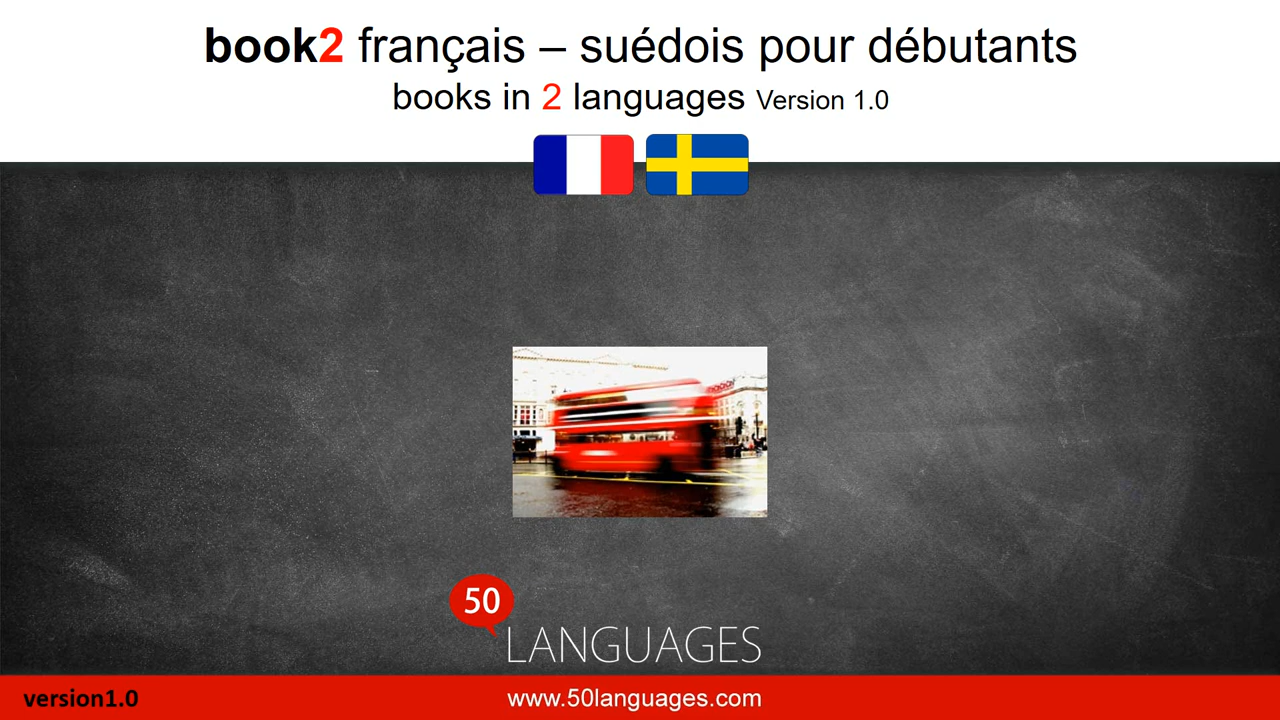 book2 français – suédois pour débutants
books in 2 languages Version 1.0
50
LANGUAGES
version1.0
www.50languages.com